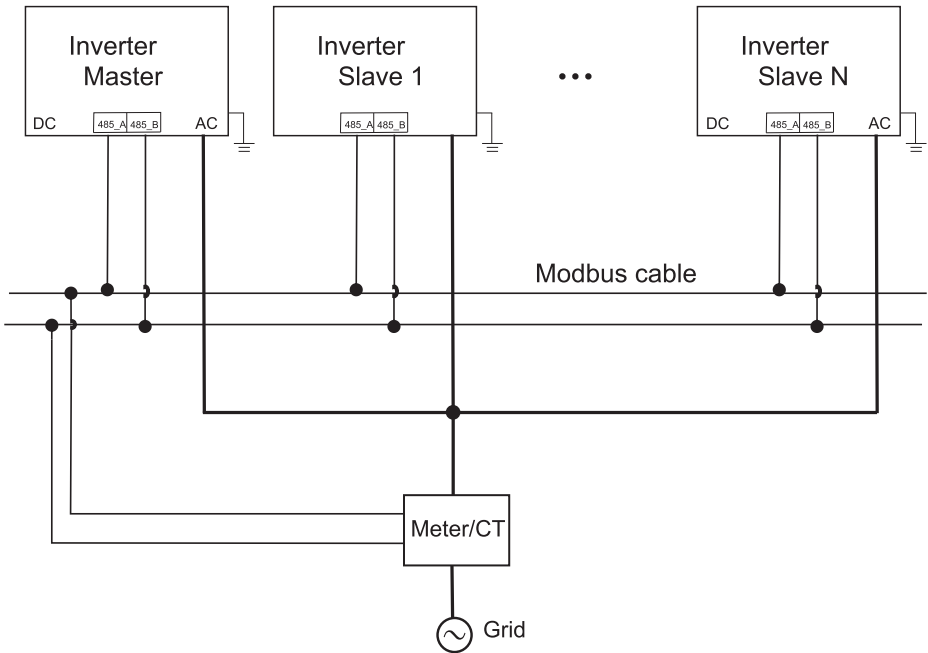 Inverter
Master
DC
485_A
485_B
AC
Inverter
Slave 1
485_A
485_B
...
Inverter
Slave N
DC
485_A
485_B
AC
Modbus cable
Meter/CT
Grid